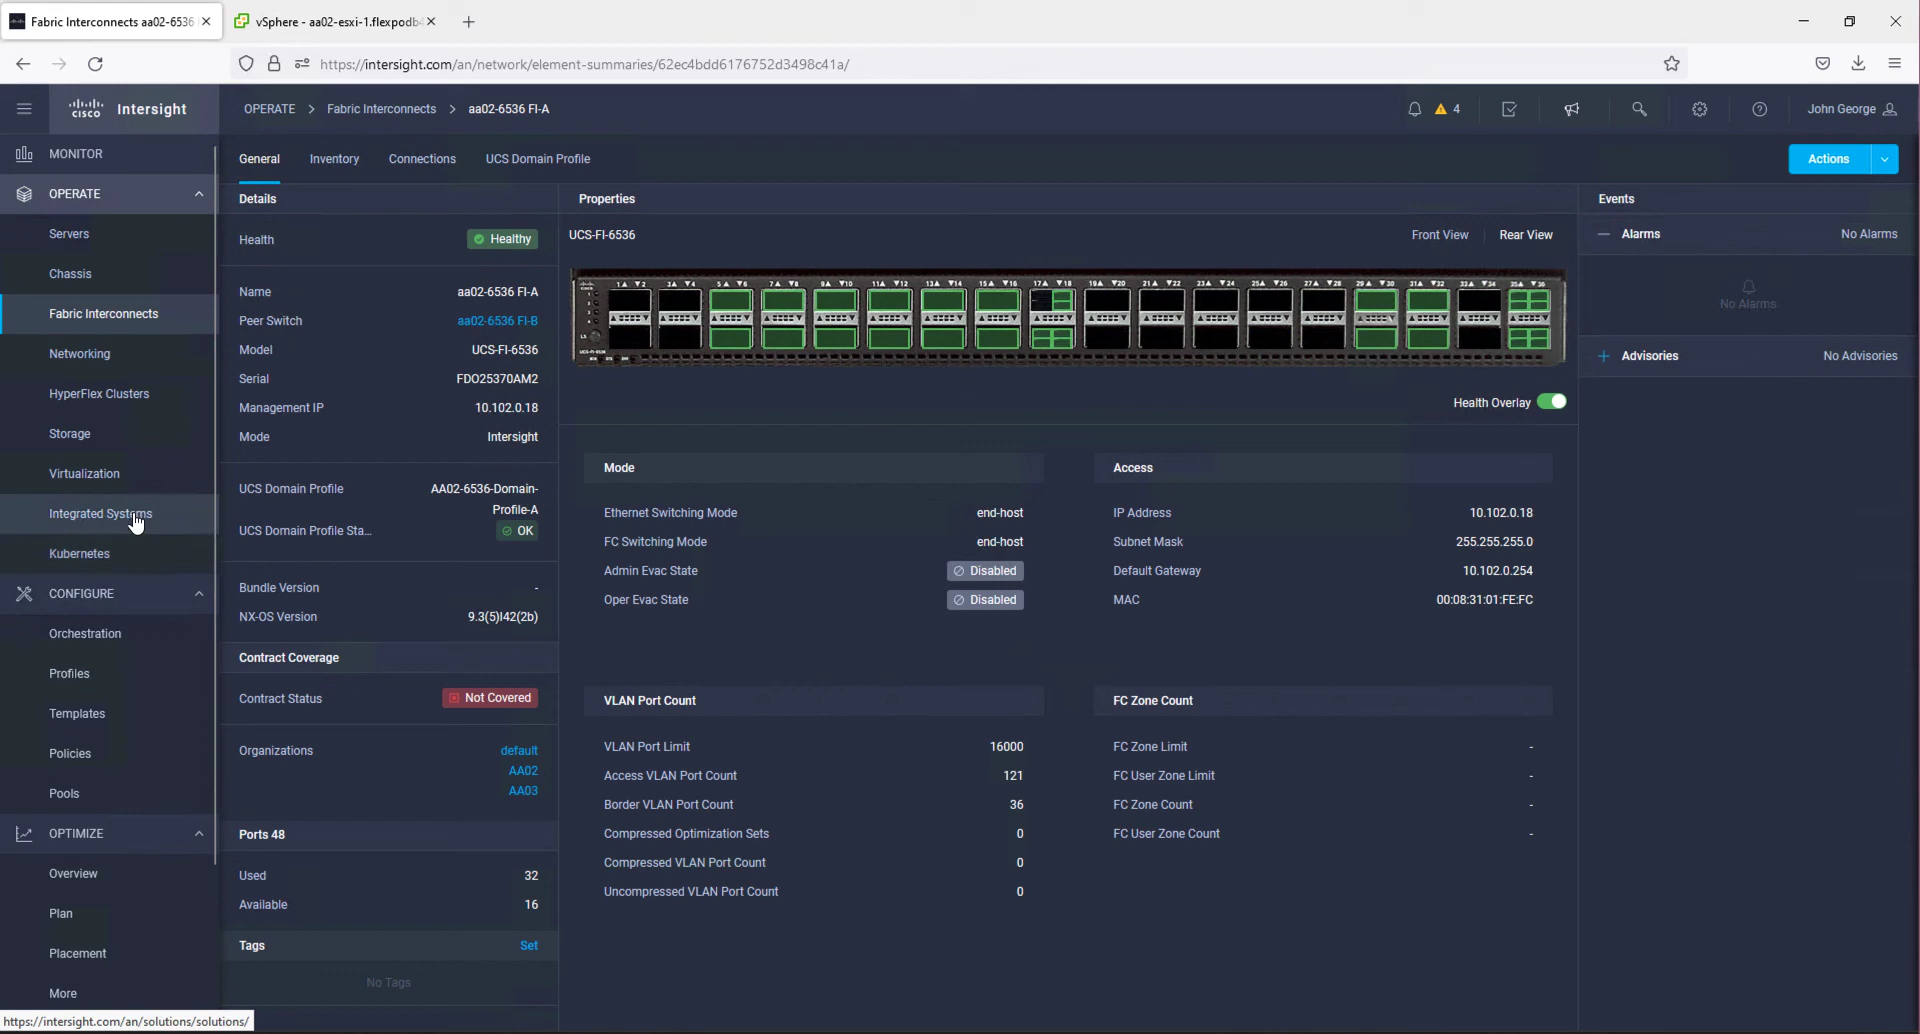 Fabric Interconnects aa02-6536
vSphere - aa02-esxi-1.flexpodb4
https://intersight.com/an/network/element-summaries/62ec4bdd6176752d3498c41a/
cisco Intersight
OPERATE > Fabric Interconnects > aa02-6536 FI-A
4
John George
MONITOR
OPERATE
Servers
Chassis
Fabric Interconnects
Networking
HyperFlex Clusters
Storage
Virtualization
Integrated Systems
Kubernetes
CONFIGURE
Orchestration
Profiles
Templates
Policies
Pools
OPTIMIZE
Overview
Plan
Placement
More
https://intersight.com/an/solutions/solutions/
General Inventory Connections UCS Domain Profile
Actions
Details
Health Healthy
Name aa02-6536 FI-A
Peer Switch aa02-6536 FI-B
Model UCS-FI-6536
Serial FDO25370AM2
Management IP 10.102.0.18
Mode Intersight
UCS Domain Profile AA02-6536-Domain-
Profile-A
UCS Domain Profile Sta... OK
Bundle Version -
NX-OS Version 9.3(5)I42(2b)
Contract Coverage
Contract Status Not Covered
Organizations default
AA02
AA03
Ports 48
Used 32
Available 16
Tags Set
No Tags
Properties
UCS-FI-6536
Front View Rear View
Health Overlay
Mode
Ethernet Switching Mode end-host
FC Switching Mode end-host
Admin Evac State Disabled
Oper Evac State Disabled
Access
IP Address 10.102.0.18
Subnet Mask 255.255.255.0
Default Gateway 10.102.0.254
MAC 00:08:31:01:FE:FC
VLAN Port Count
VLAN Port Limit 16000
Access VLAN Port Count 121
Border VLAN Port Count 36
Compressed Optimization Sets 0
Compressed VLAN Port Count 0
Uncompressed VLAN Port Count 0
FC Zone Count
FC Zone Limit -
FC User Zone Limit -
FC Zone Count -
FC User Zone Count -
Events
Alarms No Alarms
No Alarms
Advisories No Advisories